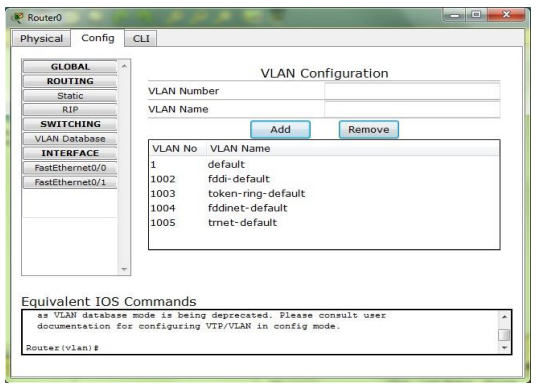 Router0
Physical Config CLI
GLOBAL
ROUTING
Static
RIP
SWITCHING
VLAN Database
INTERFACE
FastEthernet0/0
FastEthernet0/1
VLAN Configuration
VLAN Number
VLAN Name
Add Remove
VLAN No VLAN Name
1 default
1002 fddi-default
1003 token-ring-default
1004 fddinet-default
1005 trnet-default
Equivalent IOS Commands
as VLAN database mode is being deprecated. Please consult user
documentation for configuring VTP/VLAN in config mode.
Router(vlan)#